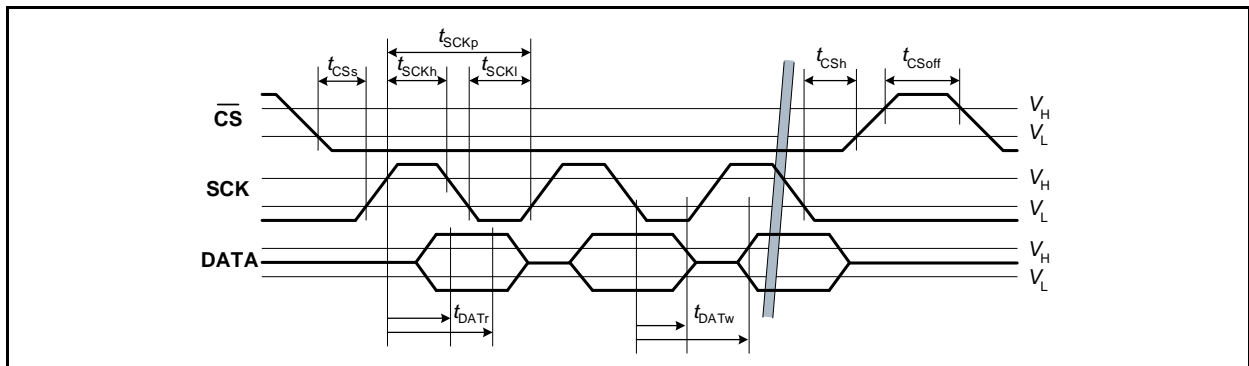 tSCKp
tCSs tSCKh tSCKl tCSh tCSoff
CS VH
VL
SCK VH
VL
DATA VH
VL
tDATr tDATw